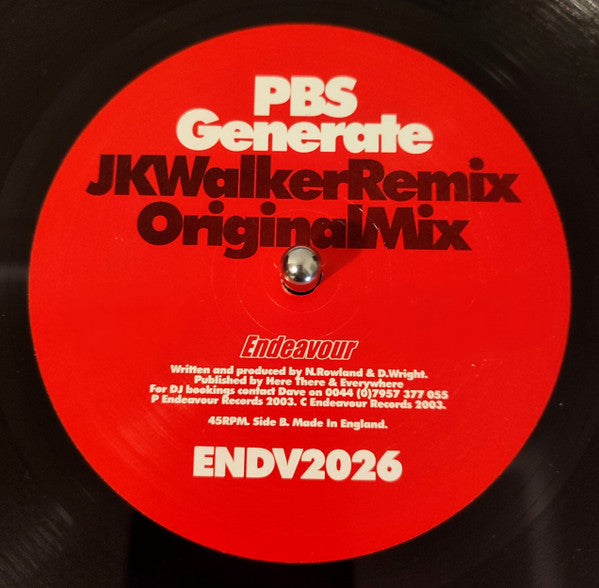 PBS
Generate
JKWalkerRemix
OriginalMix
Endeavour
Written and produced by N.Rowland & D.Wright.
Published by Here There & Everywhere
For DJ bookings contact Dave on 0044 (0)7957 377 055
P Endeavour Records 2003. C Endeavour Records 2003.
45RPM. Side B. Made In England.
ENDV2026